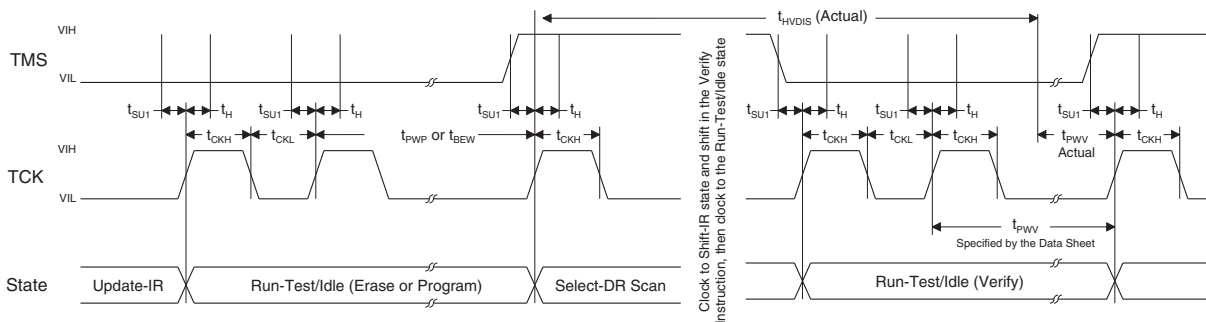 VIH
TMS
VIL
tHVDIS (Actual)
tSU1 tH tSU1 tH tSU1 tH tSU1 tH tSU1 tH tSU1 tH
tCKH tCKL tPWP or tBEW tCKH tCKH tCKL tCKH tPWV Actual tCKH
VIH
TCK
VIL
Clock to Shift-IR state and shift in the Verify
Instruction, then clock to the Run-Test/Idle state
tPWV
Specified by the Data Sheet
State
Update-IR
Run-Test/Idle (Erase or Program)
Select-DR Scan
Run-Test/Idle (Verify)